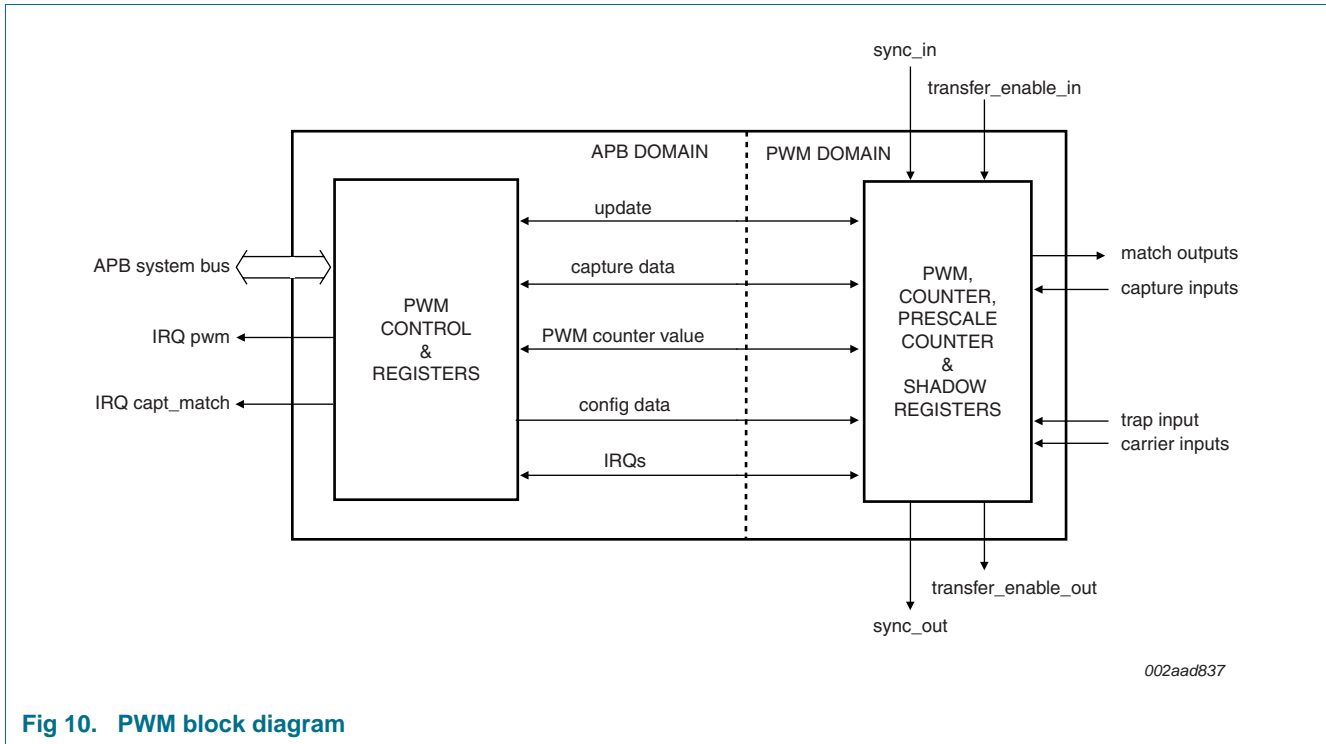 sync_in
transfer_enable_in
APB DOMAIN
PWM DOMAIN
APB system bus
IRQ pwm
IRQ capt_match
PWM
CONTROL
&
REGISTERS
update
capture data
PWM counter value
config data
IRQs
PWM,
COUNTER,
PRESCALE
COUNTER
&
SHADOW
REGISTERS
match outputs
capture inputs
trap input
carrier inputs
transfer_enable_out
sync_out
002aad837
Fig 10. PWM block diagram